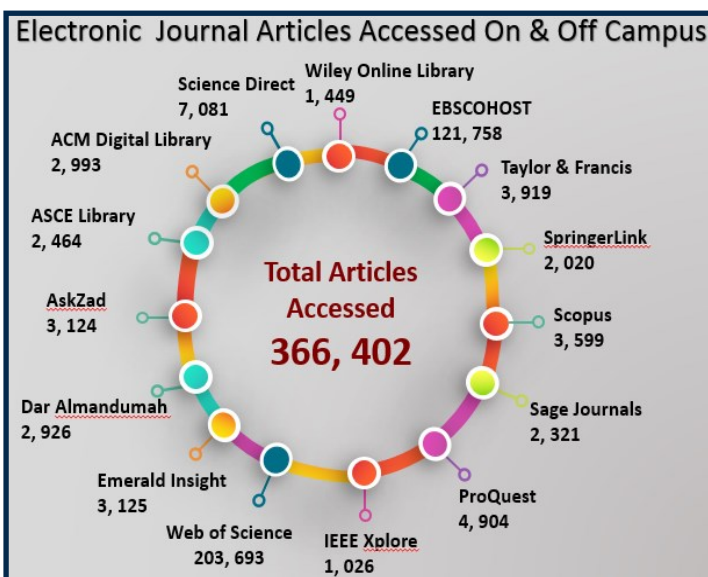 Electronic Journal Articles Accessed On & Off Campus
Wiley Online Library
1, 449
EBSCOHOST
121, 758
Taylor & Francis
3, 919
SpringerLink
2, 020
Scopus
3, 599
Sage Journals
2, 321
ProQuest
4, 904
IEEE Xplore
1, 026
Web of Science
203, 693
Emerald Insight
3, 125
Dar Almandumah
2, 926
AskZad
3, 124
ASCE Library
2, 464
ACM Digital Library
2, 993
Science Direct
7, 081
Total Articles
Accessed
366, 402